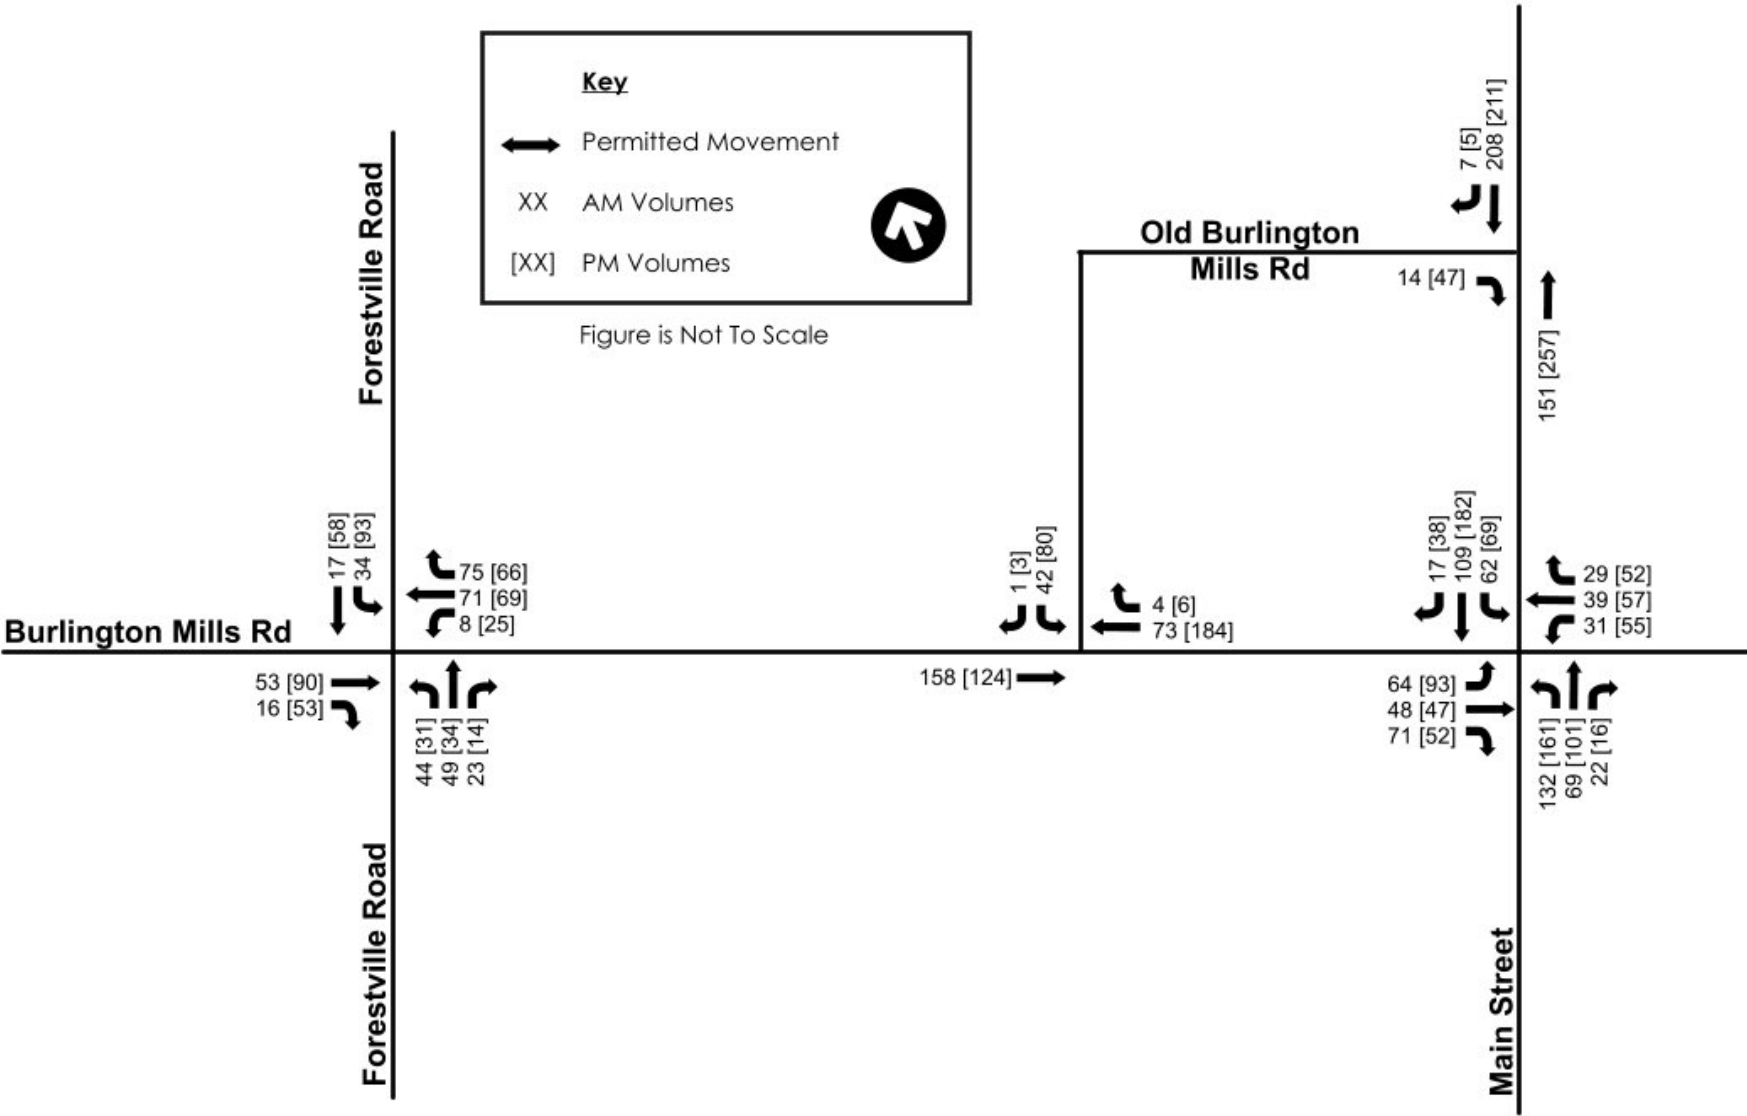 Key
Permitted Movement
XX AM Volumes
[XX] PM Volumes
Figure is Not To Scale
Forestville Road
Old Burlington
Mills Rd
7 [5]
208 [211]
14 [47]
151 [257]
17 [58]
34 [93]
75 [66]
71 [69]
8 [25]
Burlington Mills Rd
53 [90]
16 [53]
44 [31]
49 [34]
23 [14]
1 [3]
42 [80]
4 [6]
73 [184]
158 [124]
17 [38]
109 [182]
62 [69]
29 [52]
39 [57]
31 [55]
64 [93]
48 [47]
71 [52]
132 [161]
69 [101]
22 [16]
Forestville Road
Main Street